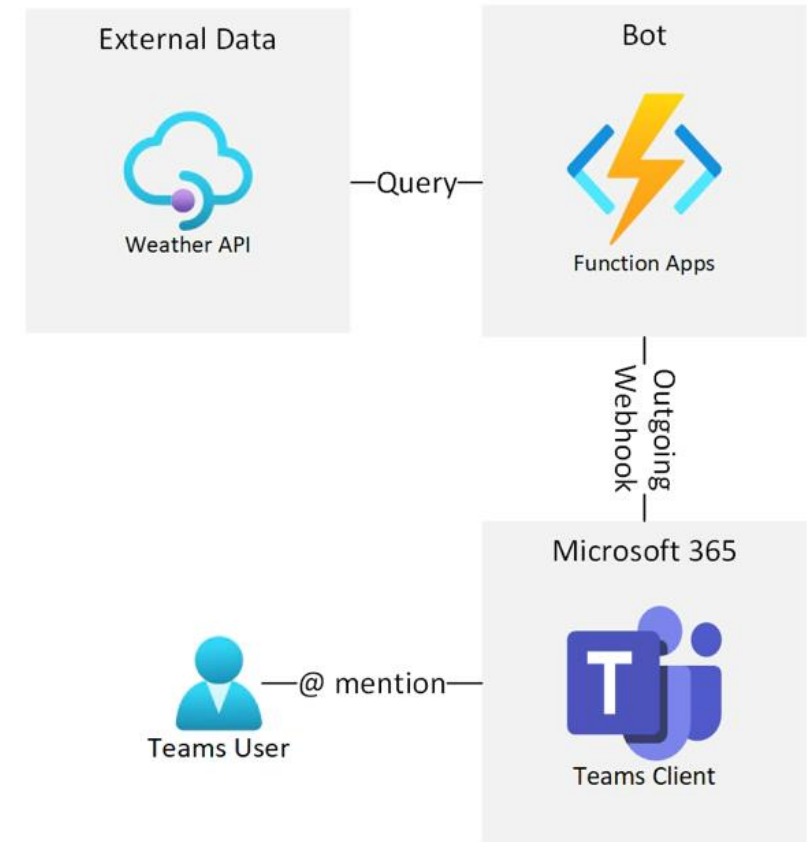 External Data
Weather API
Query
Bot
Function Apps
Outgoing
Webhook
Microsoft 365
T
Teams Client
@ mention
Teams User